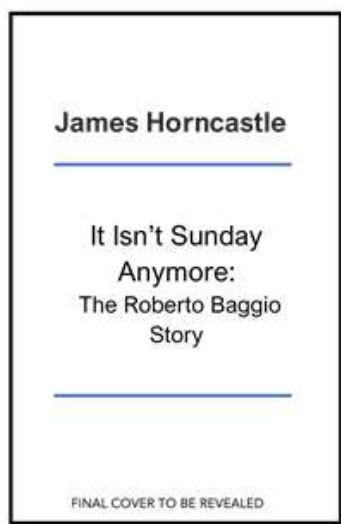 James Horncastle
It Isn’t Sunday
Anymore:
The Roberto Baggio
Story
FINAL COVER TO BE REVEALED